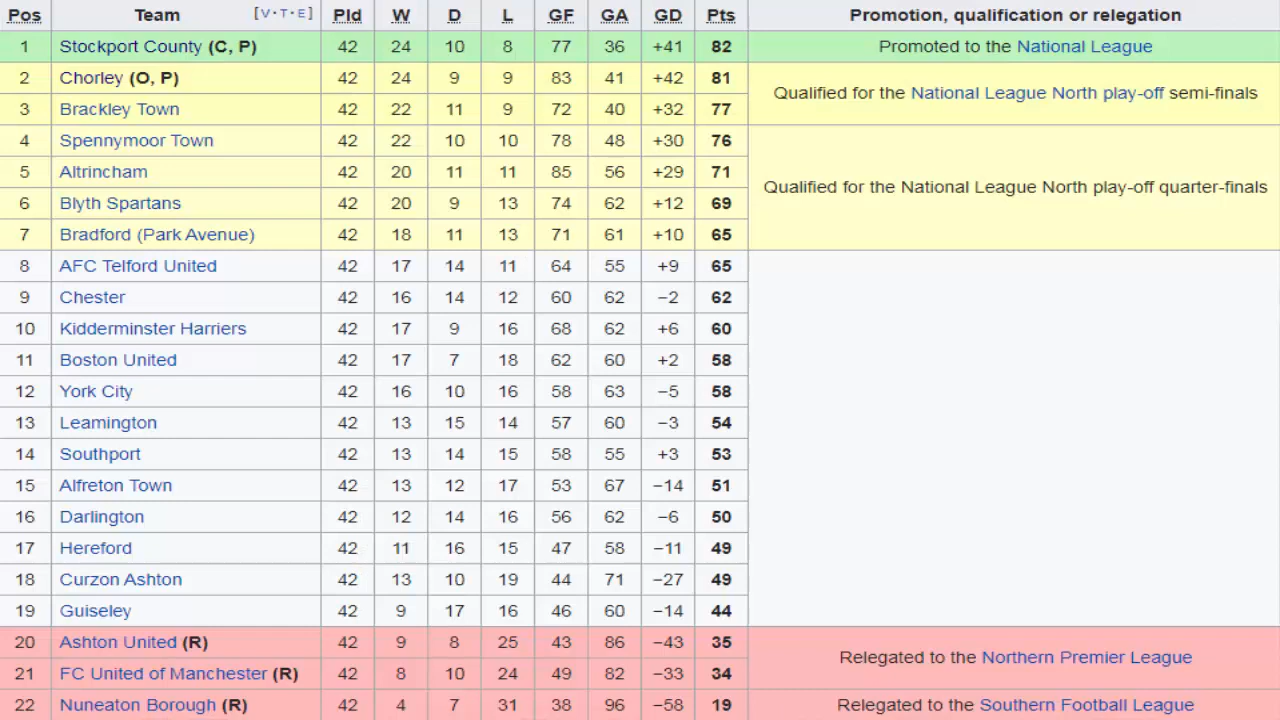 Pos Team [V·T·E] Pld W D L GF GA GD Pts Promotion, qualification or relegation
1 Stockport County (C, P) 42 24 10 8 77 36 +41 82 Promoted to the National League
2 Chorley (O, P) 42 24 9 9 83 41 +42 81
Qualified for the National League North play-off semi-finals
3 Brackley Town 42 22 11 9 72 40 +32 77
4 Spennymoor Town 42 22 10 10 78 48 +30 76
5 Altrincham 42 20 11 11 85 56 +29 71
Qualified for the National League North play-off quarter-finals
6 Blyth Spartans 42 20 9 13 74 62 +12 69
7 Bradford (Park Avenue) 42 18 11 13 71 61 +10 65
8 AFC Telford United 42 17 14 11 64 55 +9 65
9 Chester 42 16 14 12 60 62 −2 62
10 Kidderminster Harriers 42 17 9 16 68 62 +6 60
11 Boston United 42 17 7 18 62 60 +2 58
12 York City 42 16 10 16 58 63 −5 58
13 Leamington 42 13 15 14 57 60 −3 54
14 Southport 42 13 14 15 58 55 +3 53
15 Alfreton Town 42 13 12 17 53 67 −14 51
16 Darlington 42 12 14 16 56 62 −6 50
17 Hereford 42 11 16 15 47 58 −11 49
18 Curzon Ashton 42 13 10 19 44 71 −27 49
19 Guiseley 42 9 17 16 46 60 −14 44
20 Ashton United (R) 42 9 8 25 43 86 −43 35
Relegated to the Northern Premier League
21 FC United of Manchester (R) 42 8 10 24 49 82 −33 34
22 Nuneaton Borough (R) 42 4 7 31 38 96 −58 19 Relegated to the Southern Football League